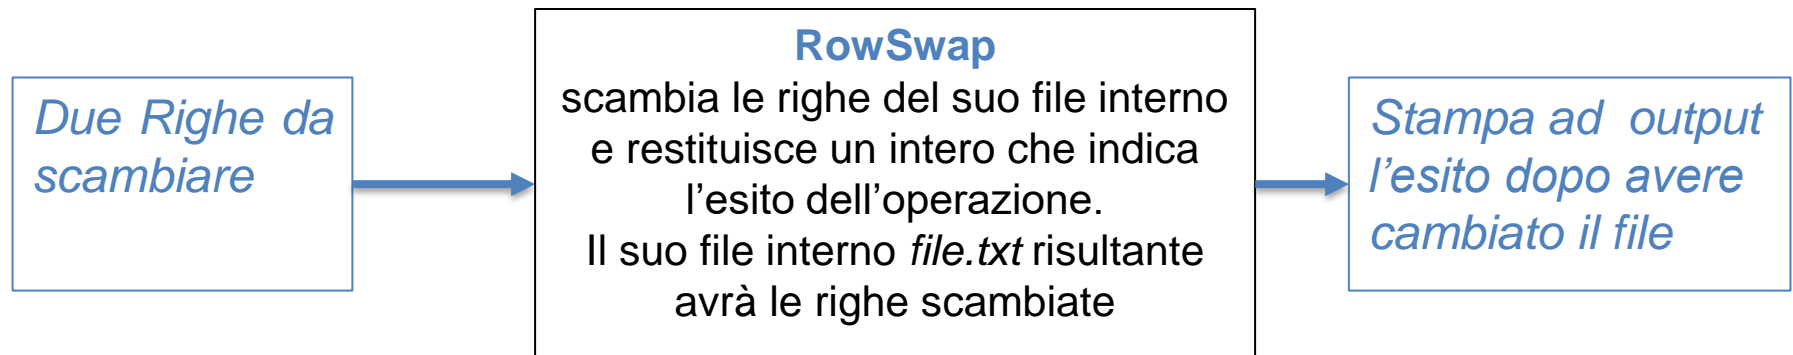 Due Righe da
scambiare
RowSwap
scambia le righe del suo file interno
e restituisce un intero che indica
l’esito dell’operazione.
Il suo file interno file.txt risultante
avrà le righe scambiate
Stampa ad output
l’esito dopo avere
cambiato il file